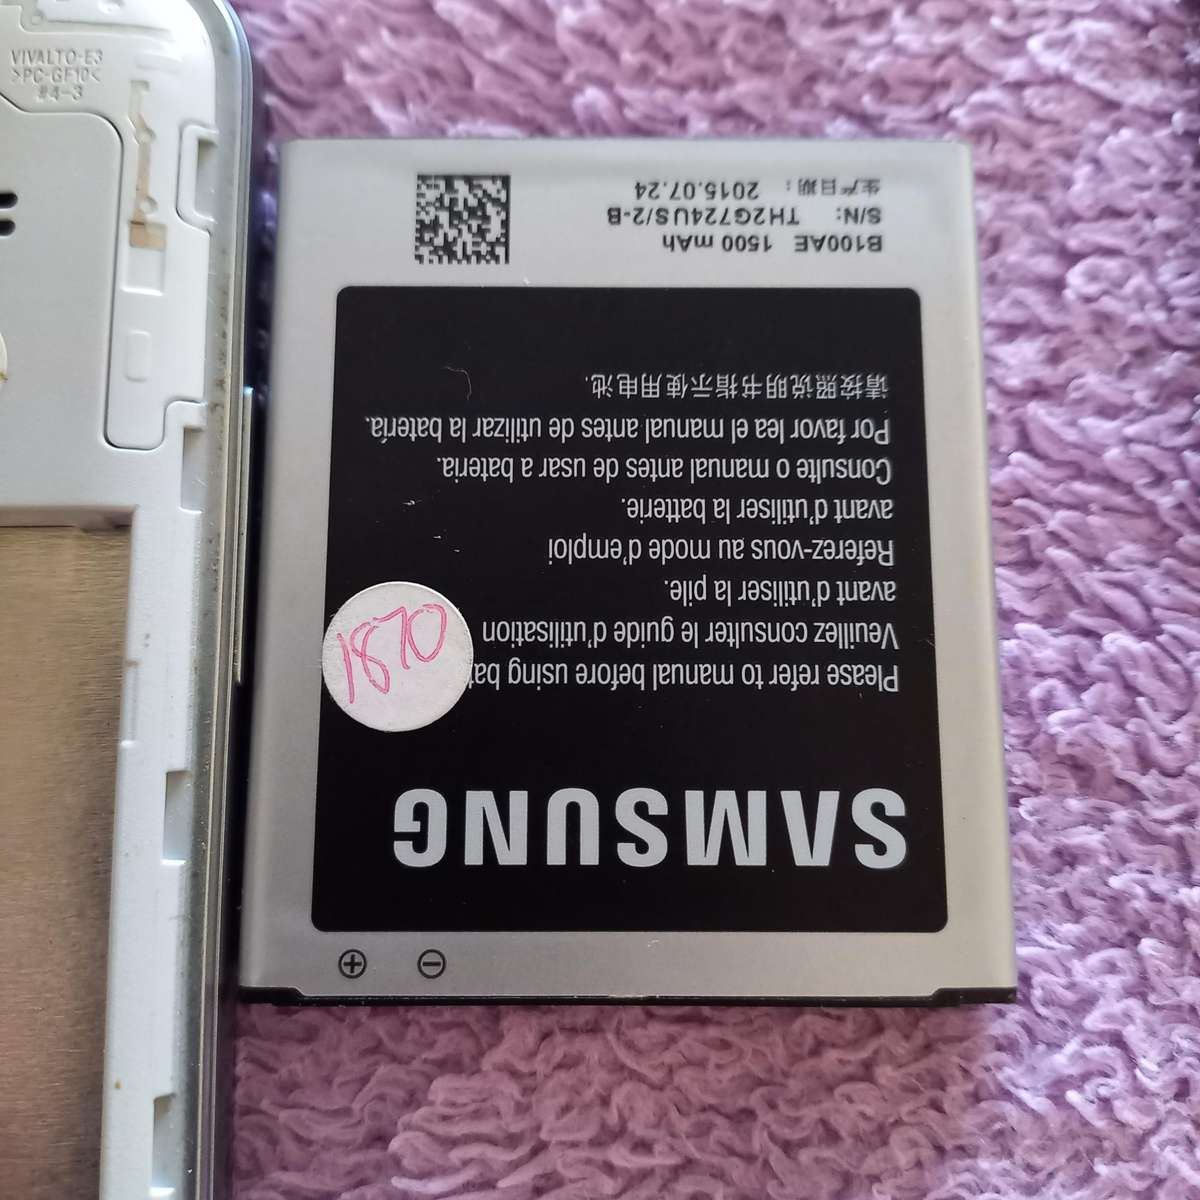 VIVALTO-E3
>PC-GF10<
#4-3
SAMSUNG
Please refer to manual before using
Veuillez consulter le guide d'utilisation
avant d'utiliser la pile.
Referez-vous au mode d'emploi
avant d'utiliser la batterie.
Consulte o manual antes de usar a bateria.
Por favor lea el manual antes de utilizar la batería.
请按照说明书指示使用电池.
B100AE 1500 mAh
S/N: TH2G724US/2-B
生产日期: 2015.07.24
1870